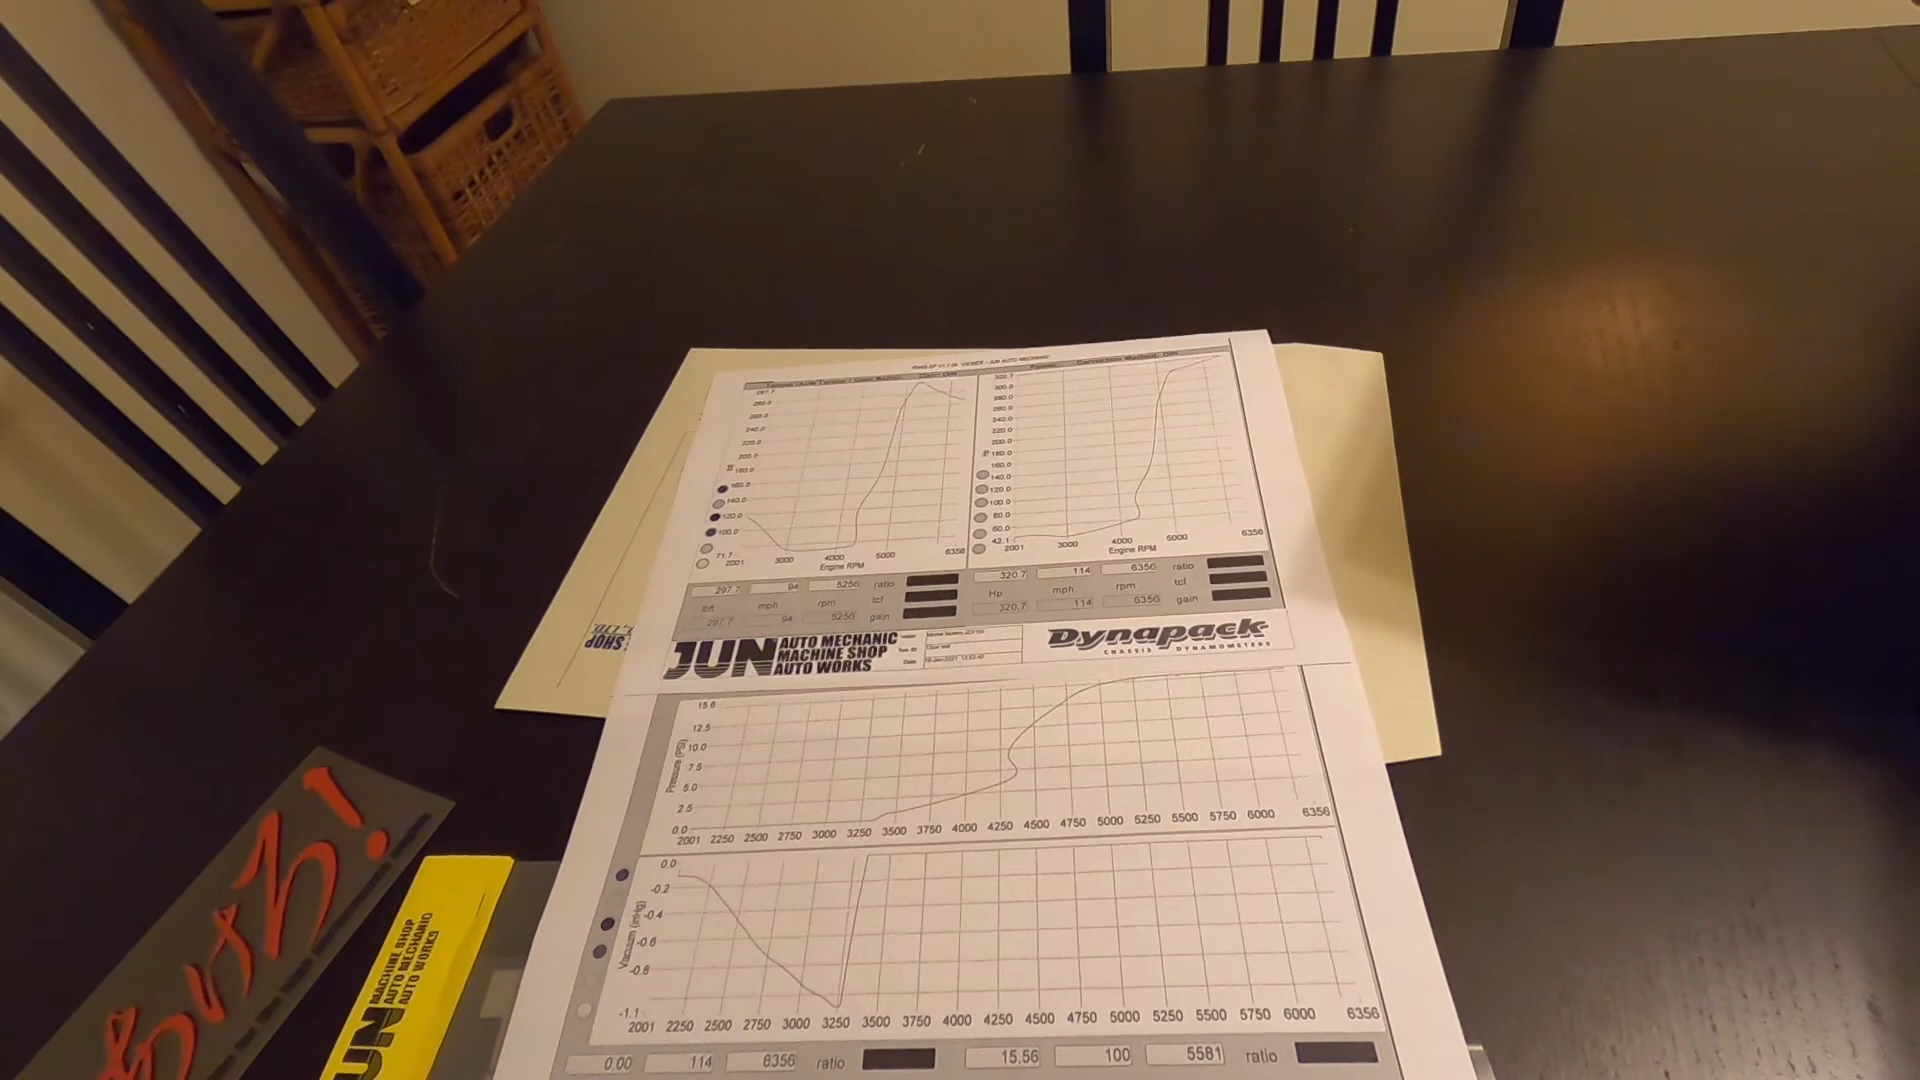 297.7
280.0
260.0
240.0
220.0
200.0
180.0
160.0
140.0
120.0
100.0
71.7
2001 3000 4000 5000 6356
Engine RPM
320.7
300.0
280.0
260.0
240.0
220.0
200.0
180.0
160.0
140.0
120.0
100.0
80.0
60.0
42.1
2001 3000 4000 5000 6356
Engine RPM
297.7 94 5256 ratio
lbft mph rpm tcf
297.7 94 5256 gain
320.7 114 6356 ratio
Hp mph rpm tcf
320.7 114 6356 gain
JUN AUTO MECHANIC
MACHINE SHOP
AUTO WORKS
Date
Dynapack
CHASSIS DYNAMOMETERS
SHOP
LTD.
Pressure (PSI)
15.6
12.5
10.0
7.5
5.0
2.5
0.0
2001 2250 2500 2750 3000 3250 3500 3750 4000 4250 4500 4750 5000 5250 5500 5750 6000 6356
Vacuum (inHg)
0.0
-0.2
-0.4
-0.6
-0.8
-1.1
2001 2250 2500 2750 3000 3250 3500 3750 4000 4250 4500 4750 5000 5250 5500 5750 6000 6356
0.00 114 6356 ratio
15.56 100 5581 ratio
JUN
MACHINE SHOP
AUTO MECHANIC
AUTO WORKS